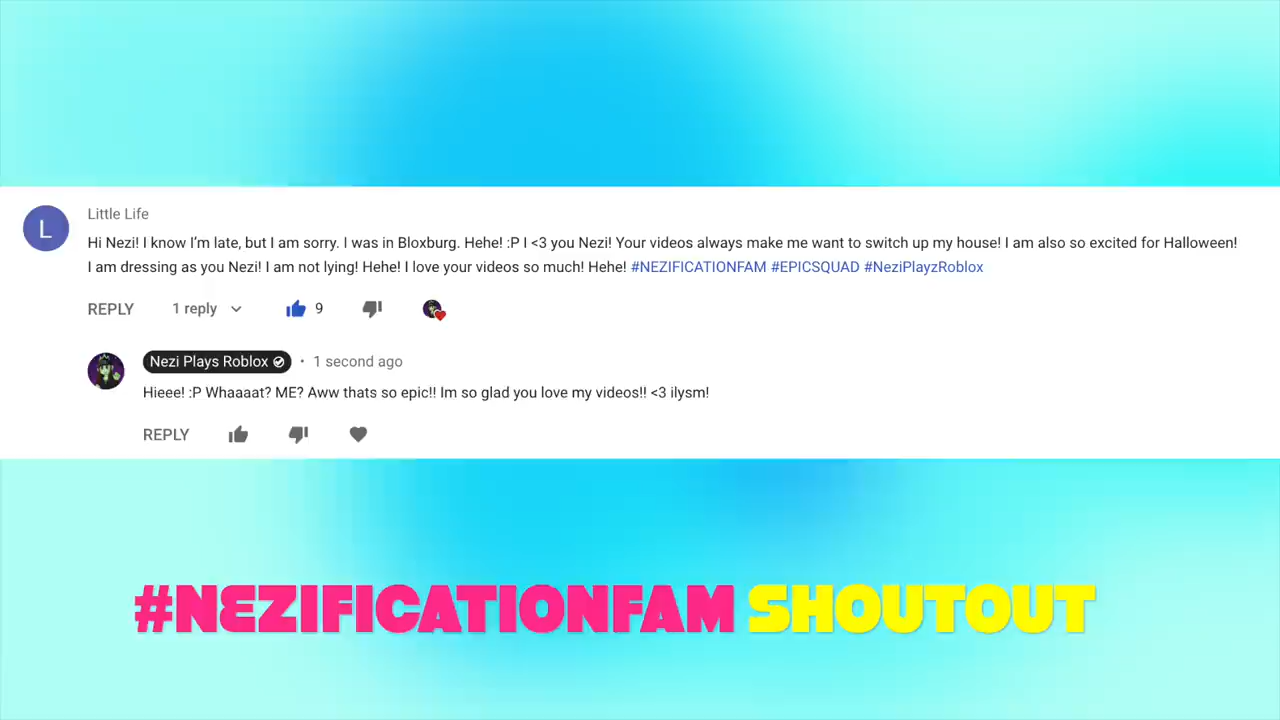 L
Little Life
Hi Nezi! I know I'm late, but I am sorry. I was in Bloxburg. Hehe! :P I <3 you Nezi! Your videos always make me want to switch up my house! I am also so excited for Halloween!
I am dressing as you Nezi! I am not lying! Hehe! I love your videos so much! Hehe! #NEZIFICATIONFAM #EPICSQUAD #NeziPlayzRoblox
REPLY 1 reply 9
Nezi Plays Roblox • 1 second ago
Hieee! :P Whaaaat? ME? Aww thats so epic!! Im so glad you love my videos!! <3 ilysm!
REPLY
#NEZIFICATIONFAM SHOUTOUT